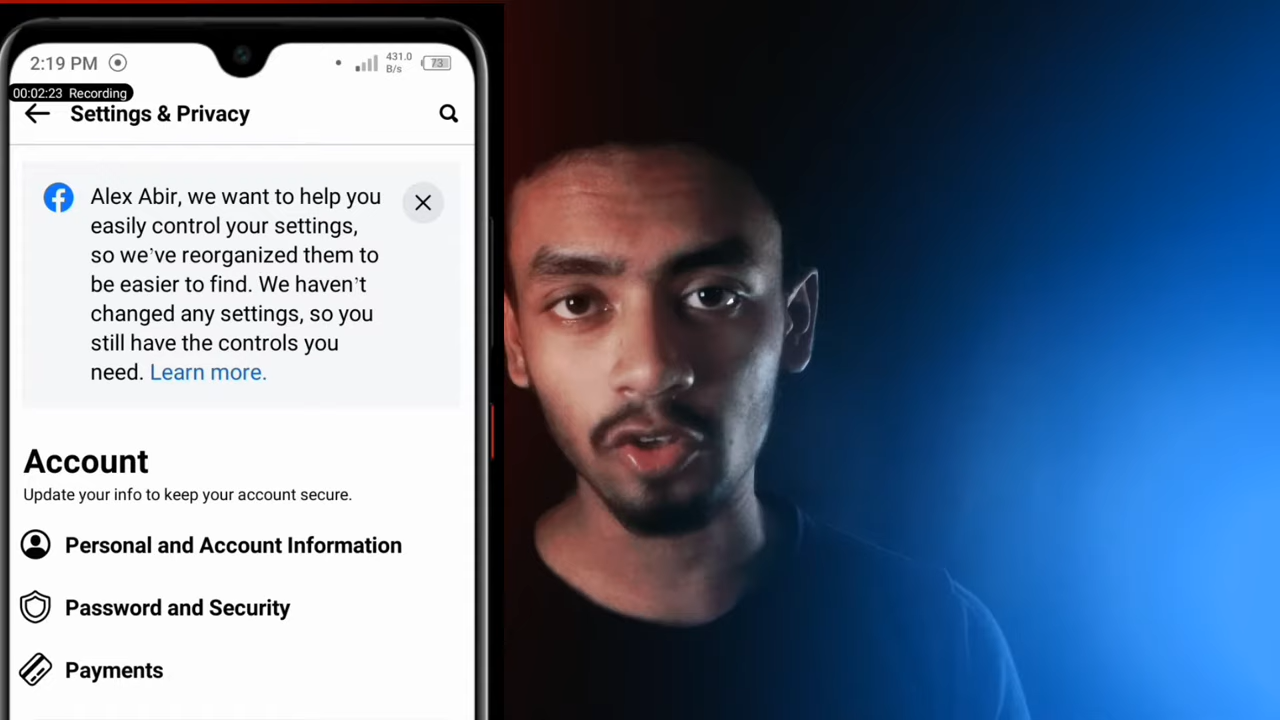 2:19 PM
431.0
B/s
73
00:02:23 Recording
Settings & Privacy
Alex Abir, we want to help you
easily control your settings,
so we’ve reorganized them to
be easier to find. We haven’t
changed any settings, so you
still have the controls you
need. Learn more.
Account
Update your info to keep your account secure.
Personal and Account Information
Password and Security
Payments